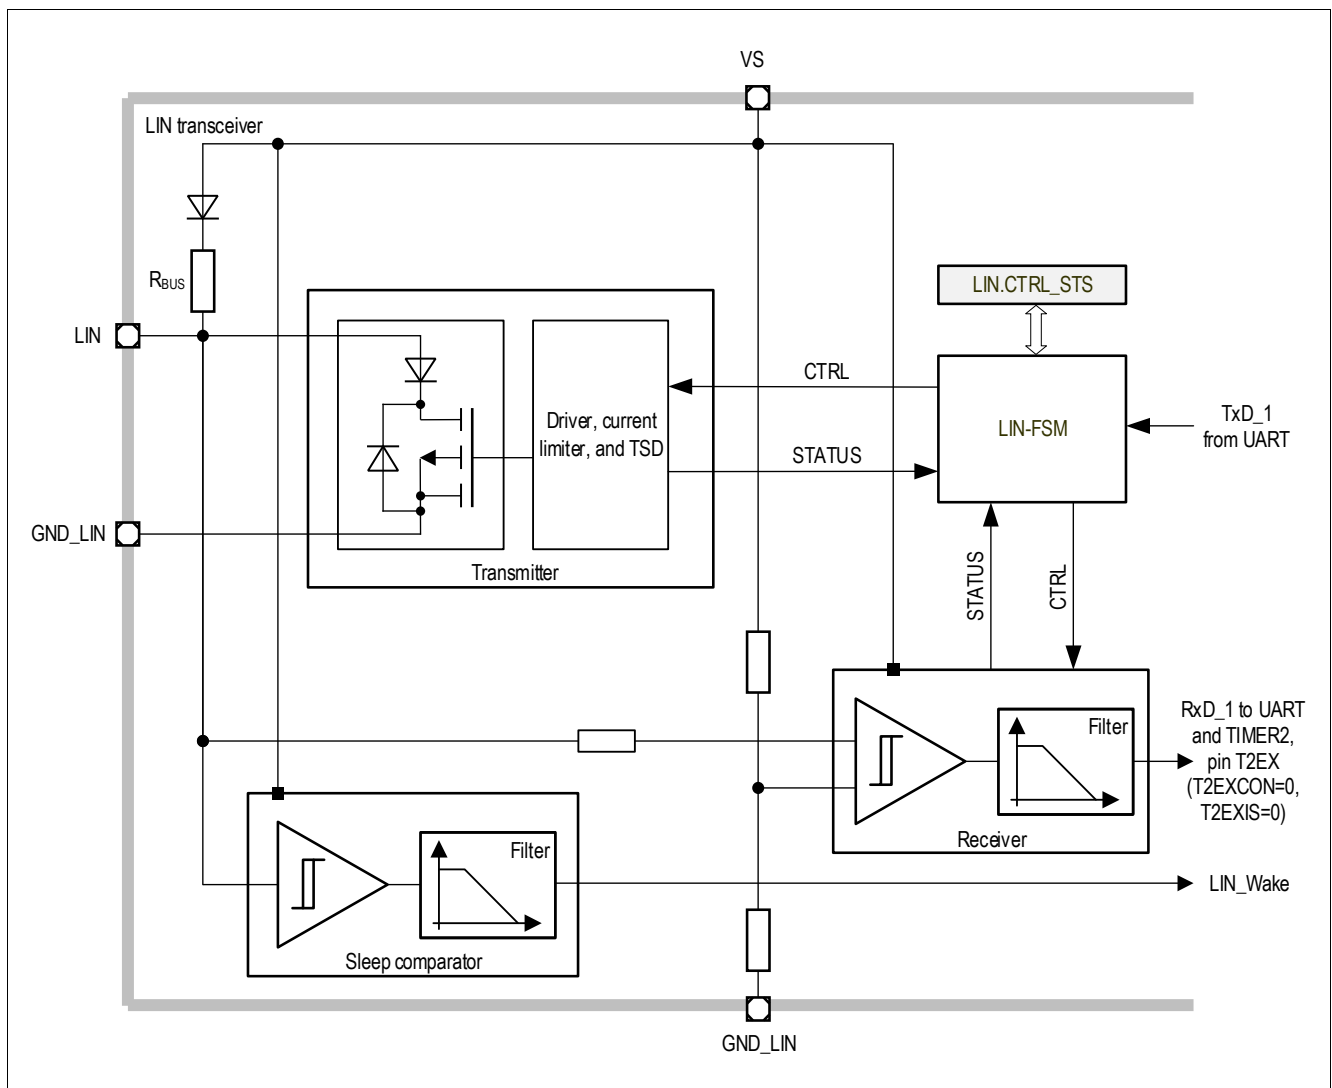 VS
LIN transceiver
R_BUS
LIN
GND_LIN
LIN.CTRL_STS
CTRL
STATUS
LIN-FSM
TxD_1
from UART
Driver, current
limiter, and TSD
Transmitter
STATUS
CTRL
Filter
Receiver
RxD_1 to UART
and TIMER2,
pin T2EX
(T2EXCON=0,
T2EXIS=0)
Filter
Sleep comparator
LIN_Wake
GND_LIN